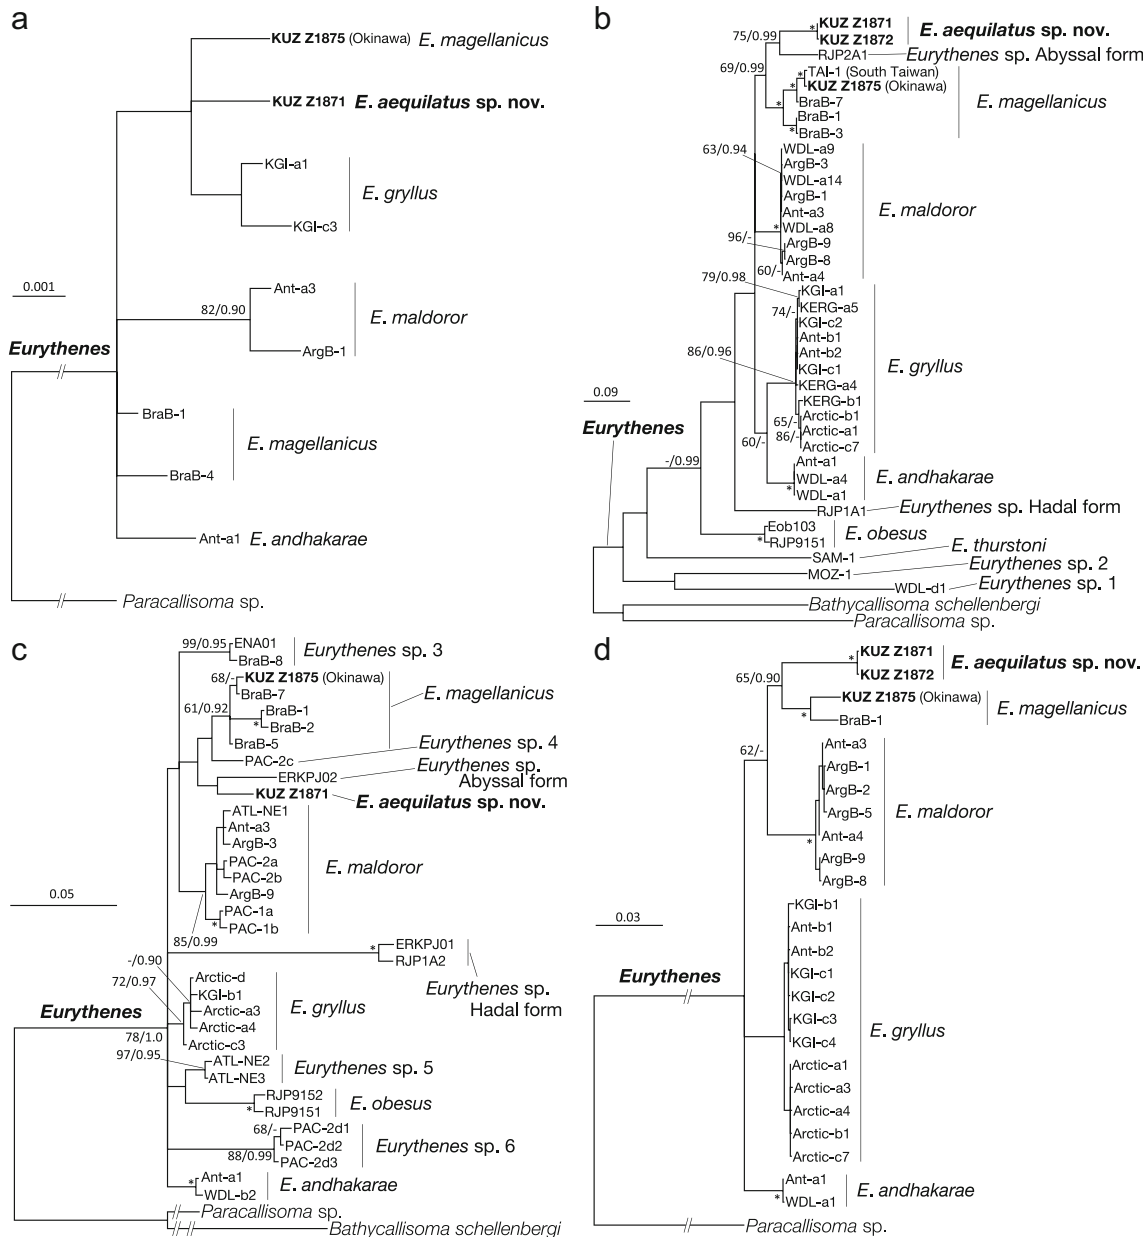 a
KUZ Z1875 (Okinawa) E. magellanicus
KUZ Z1871 E. aequilatus sp. nov.
KGI-a1
E. gryllus
KGI-c3
0.001
Ant-a3
82/0.90
E. maldoror
ArgB-1
Eurythenes
BraB-1
E. magellanicus
BraB-4
Ant-a1 E. andhakarae
Paracallisoma sp.
b
KUZ Z1871
KUZ Z1872
E. aequilatus sp. nov.
75/0.99
RJP2A1
Eurythenes sp. Abyssal form
69/0.99
*
TAI-1 (South Taiwan)
KUZ Z1875 (Okinawa)
BraB-7
BraB-1
BraB-3
E. magellanicus
63/0.94
WDL-a9
ArgB-3
WDL-a14
ArgB-1
Ant-a3
WDL-a8
ArgB-9
ArgB-8
Ant-a4
E. maldoror
96/-
60/-
79/0.98
KGI-a1
KERG-a5
KGI-c2
Ant-b1
Ant-b2
KGI-c1
KERG-a4
KERG-b1
Arctic-b1
Arctic-a1
Arctic-c7
E. gryllus
74/-
86/0.96
65/-
86/-
60/-
0.09
Eurythenes
-/0.99
Ant-a1
WDL-a4
WDL-a1
E. andhakarae
RJP1A1
Eurythenes sp. Hadal form
Eob103
RJP9151
E. obesus
SAM-1
E. thurstoni
MOZ-1
Eurythenes sp. 2
WDL-d1
Eurythenes sp. 1
Bathycallisoma schellenbergi
Paracallisoma sp.
c
99/0.95
ENA01
BraB-8
Eurythenes sp. 3
68/-
KUZ Z1875 (Okinawa)
BraB-7
BraB-1
BraB-2
BraB-5
E. magellanicus
61/0.92
PAC-2c
Eurythenes sp. 4
ERKPJ02
Eurythenes sp.
Abyssal form
KUZ Z1871
E. aequilatus sp. nov.
ATL-NE1
Ant-a3
ArgB-3
PAC-2a
PAC-2b
ArgB-9
PAC-1a
PAC-1b
E. maldoror
0.05
85/0.99
ERKPJ01
RJP1A2
Eurythenes sp.
Hadal form
-/0.90
72/0.97
Arctic-d
KGI-b1
Arctic-a3
Arctic-a4
Arctic-c3
E. gryllus
Eurythenes
78/1.0
97/0.95
ATL-NE2
ATL-NE3
Eurythenes sp. 5
RJP9152
RJP9151
E. obesus
68/-
PAC-2d1
PAC-2d2
PAC-2d3
Eurythenes sp. 6
88/0.99
Ant-a1
WDL-b2
E. andhakarae
Paracallisoma sp.
Bathycallisoma schellenbergi
d
KUZ Z1871
KUZ Z1872
E. aequilatus sp. nov.
65/0.90
KUZ Z1875 (Okinawa)
BraB-1
E. magellanicus
62/-
Ant-a3
ArgB-1
ArgB-2
ArgB-5
Ant-a4
ArgB-9
ArgB-8
E. maldoror
0.03
Eurythenes
KGI-b1
Ant-b1
Ant-b2
KGI-c1
KGI-c2
KGI-c3
KGI-c4
Arctic-a1
Arctic-a3
Arctic-a4
Arctic-b1
Arctic-c7
E. gryllus
Ant-a1
WDL-a1
E. andhakarae
Paracallisoma sp.